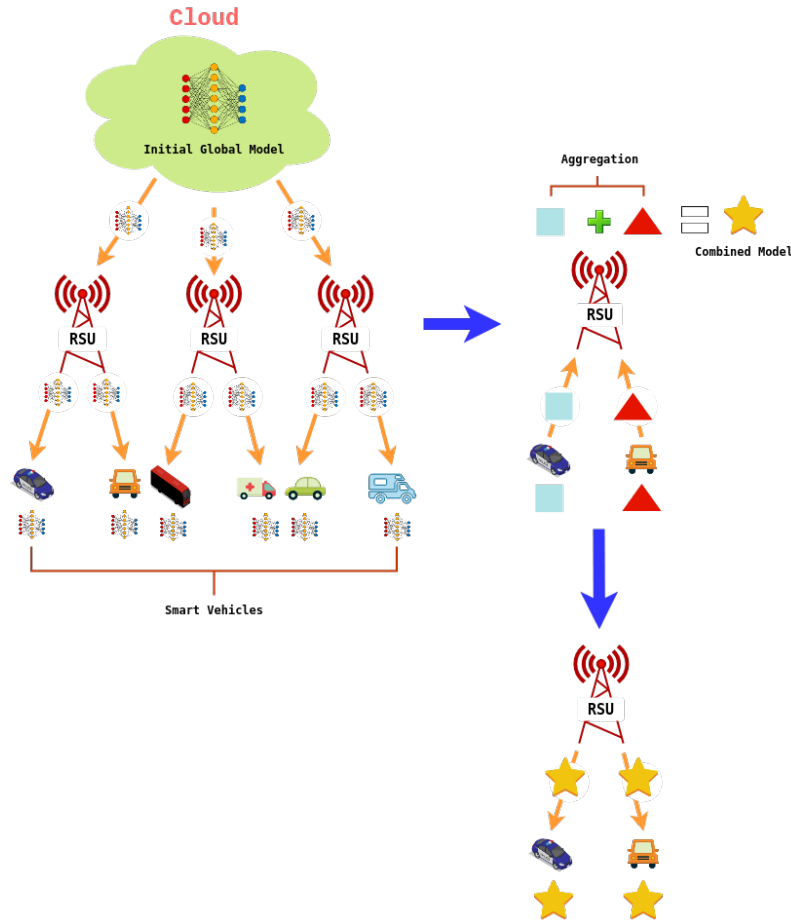 Cloud
Initial Global Model
RSU
RSU
RSU
Smart Vehicles
Aggregation
Combined Model
RSU
RSU